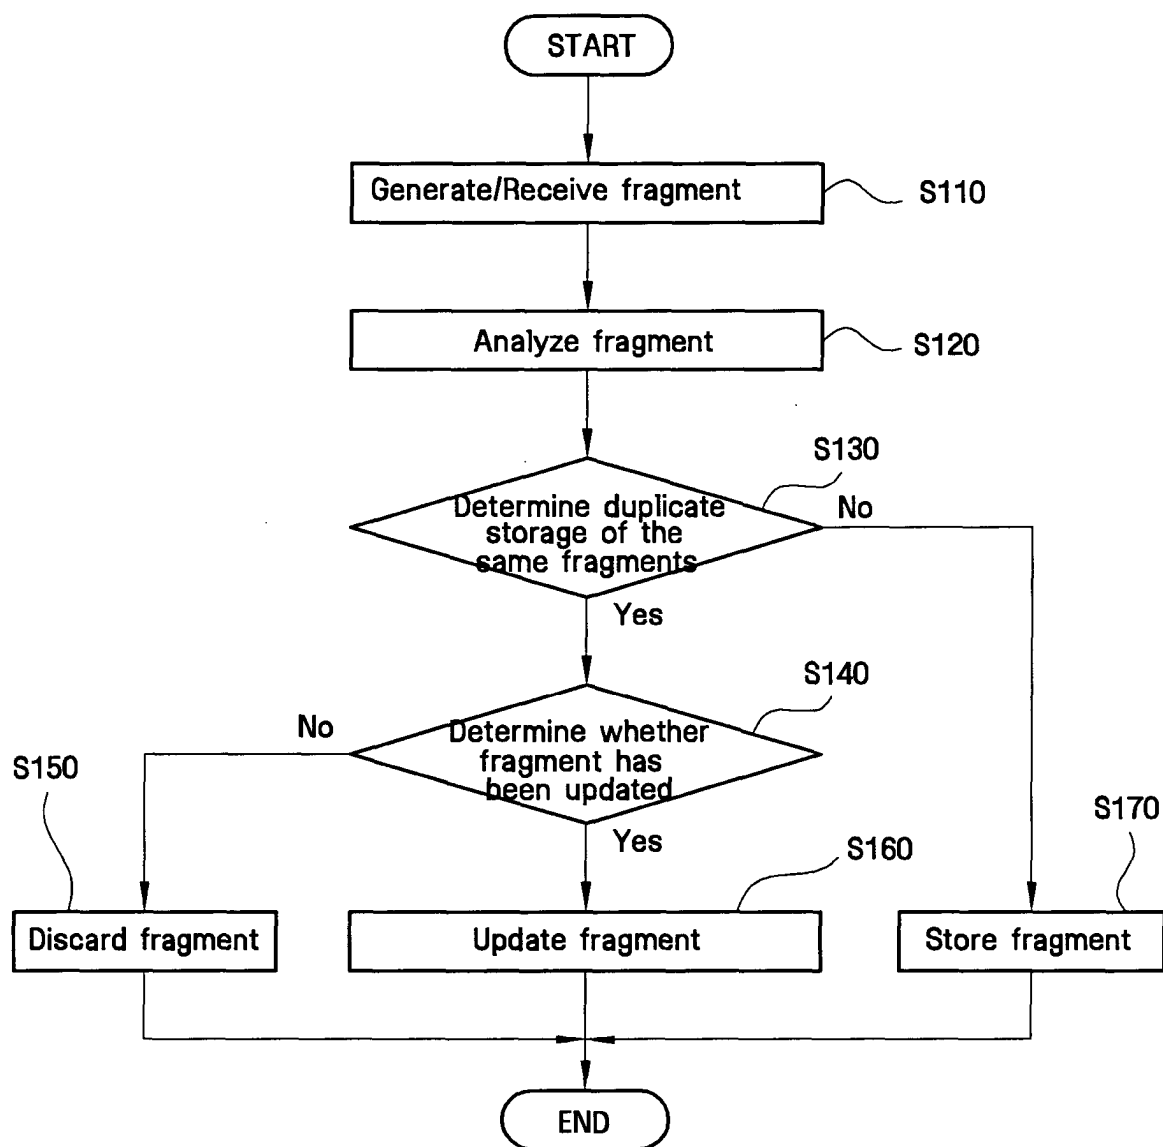 START
Generate/Receive fragment
S110
Analyze fragment
S120
S130
Determine duplicate
storage of the
same fragments
No
Yes
S140
No
Determine whether
fragment has
been updated
S150
Yes
S160
S170
Discard fragment
Update fragment
Store fragment
END